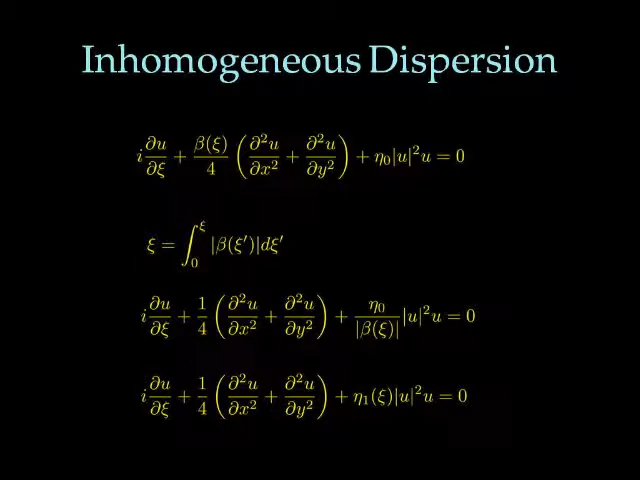 Inhomogeneous Dispersion
i ∂u/∂ξ + β(ξ)/4 (∂²u/∂x² + ∂²u/∂y²) + η₀|u|²u = 0
ξ = ∫₀^ξ |β(ξ′)|dξ′
i ∂u/∂ξ + 1/4 (∂²u/∂x² + ∂²u/∂y²) + η₀/|β(ξ)| |u|²u = 0
i ∂u/∂ξ + 1/4 (∂²u/∂x² + ∂²u/∂y²) + η₁(ξ)|u|²u = 0